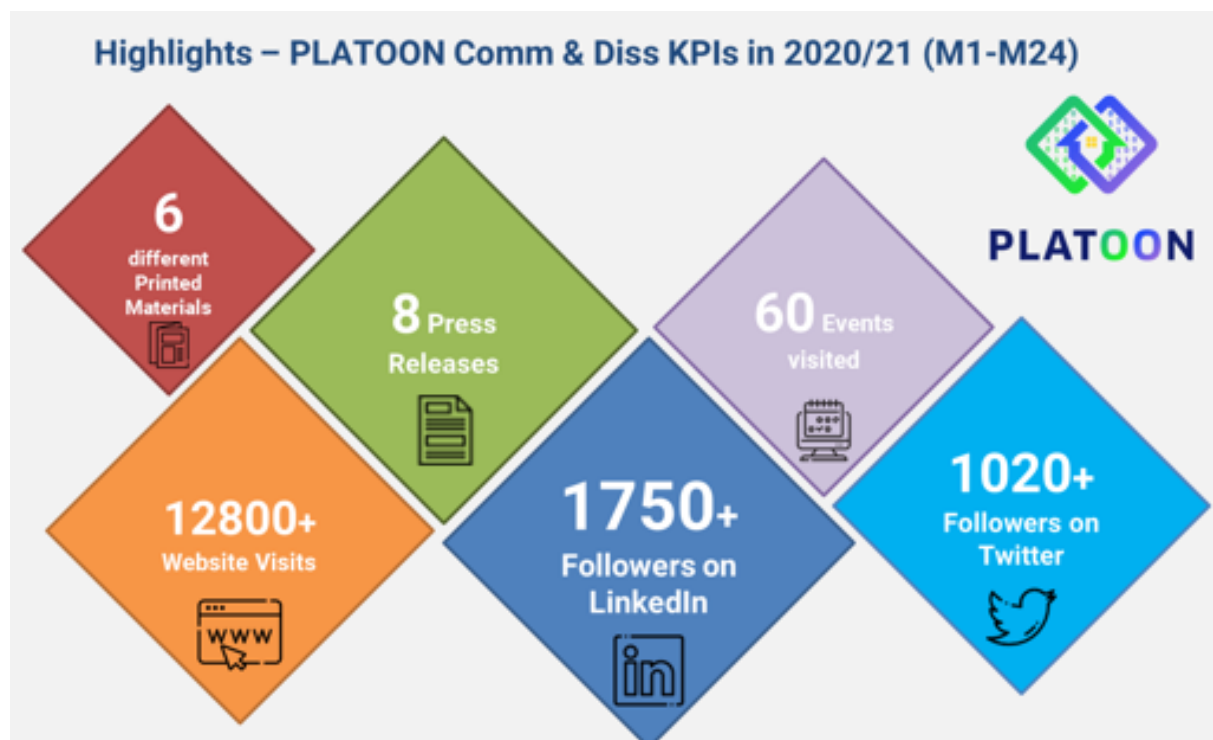 Highlights – PLATOON Comm & Diss KPIs in 2020/21 (M1-M24)
PLATOON
6
different
Printed
Materials
8 Press
Releases
60 Events
visited
12800+
Website Visits
www
1750+
Followers on
LinkedIn
in
1020+
Followers on
Twitter